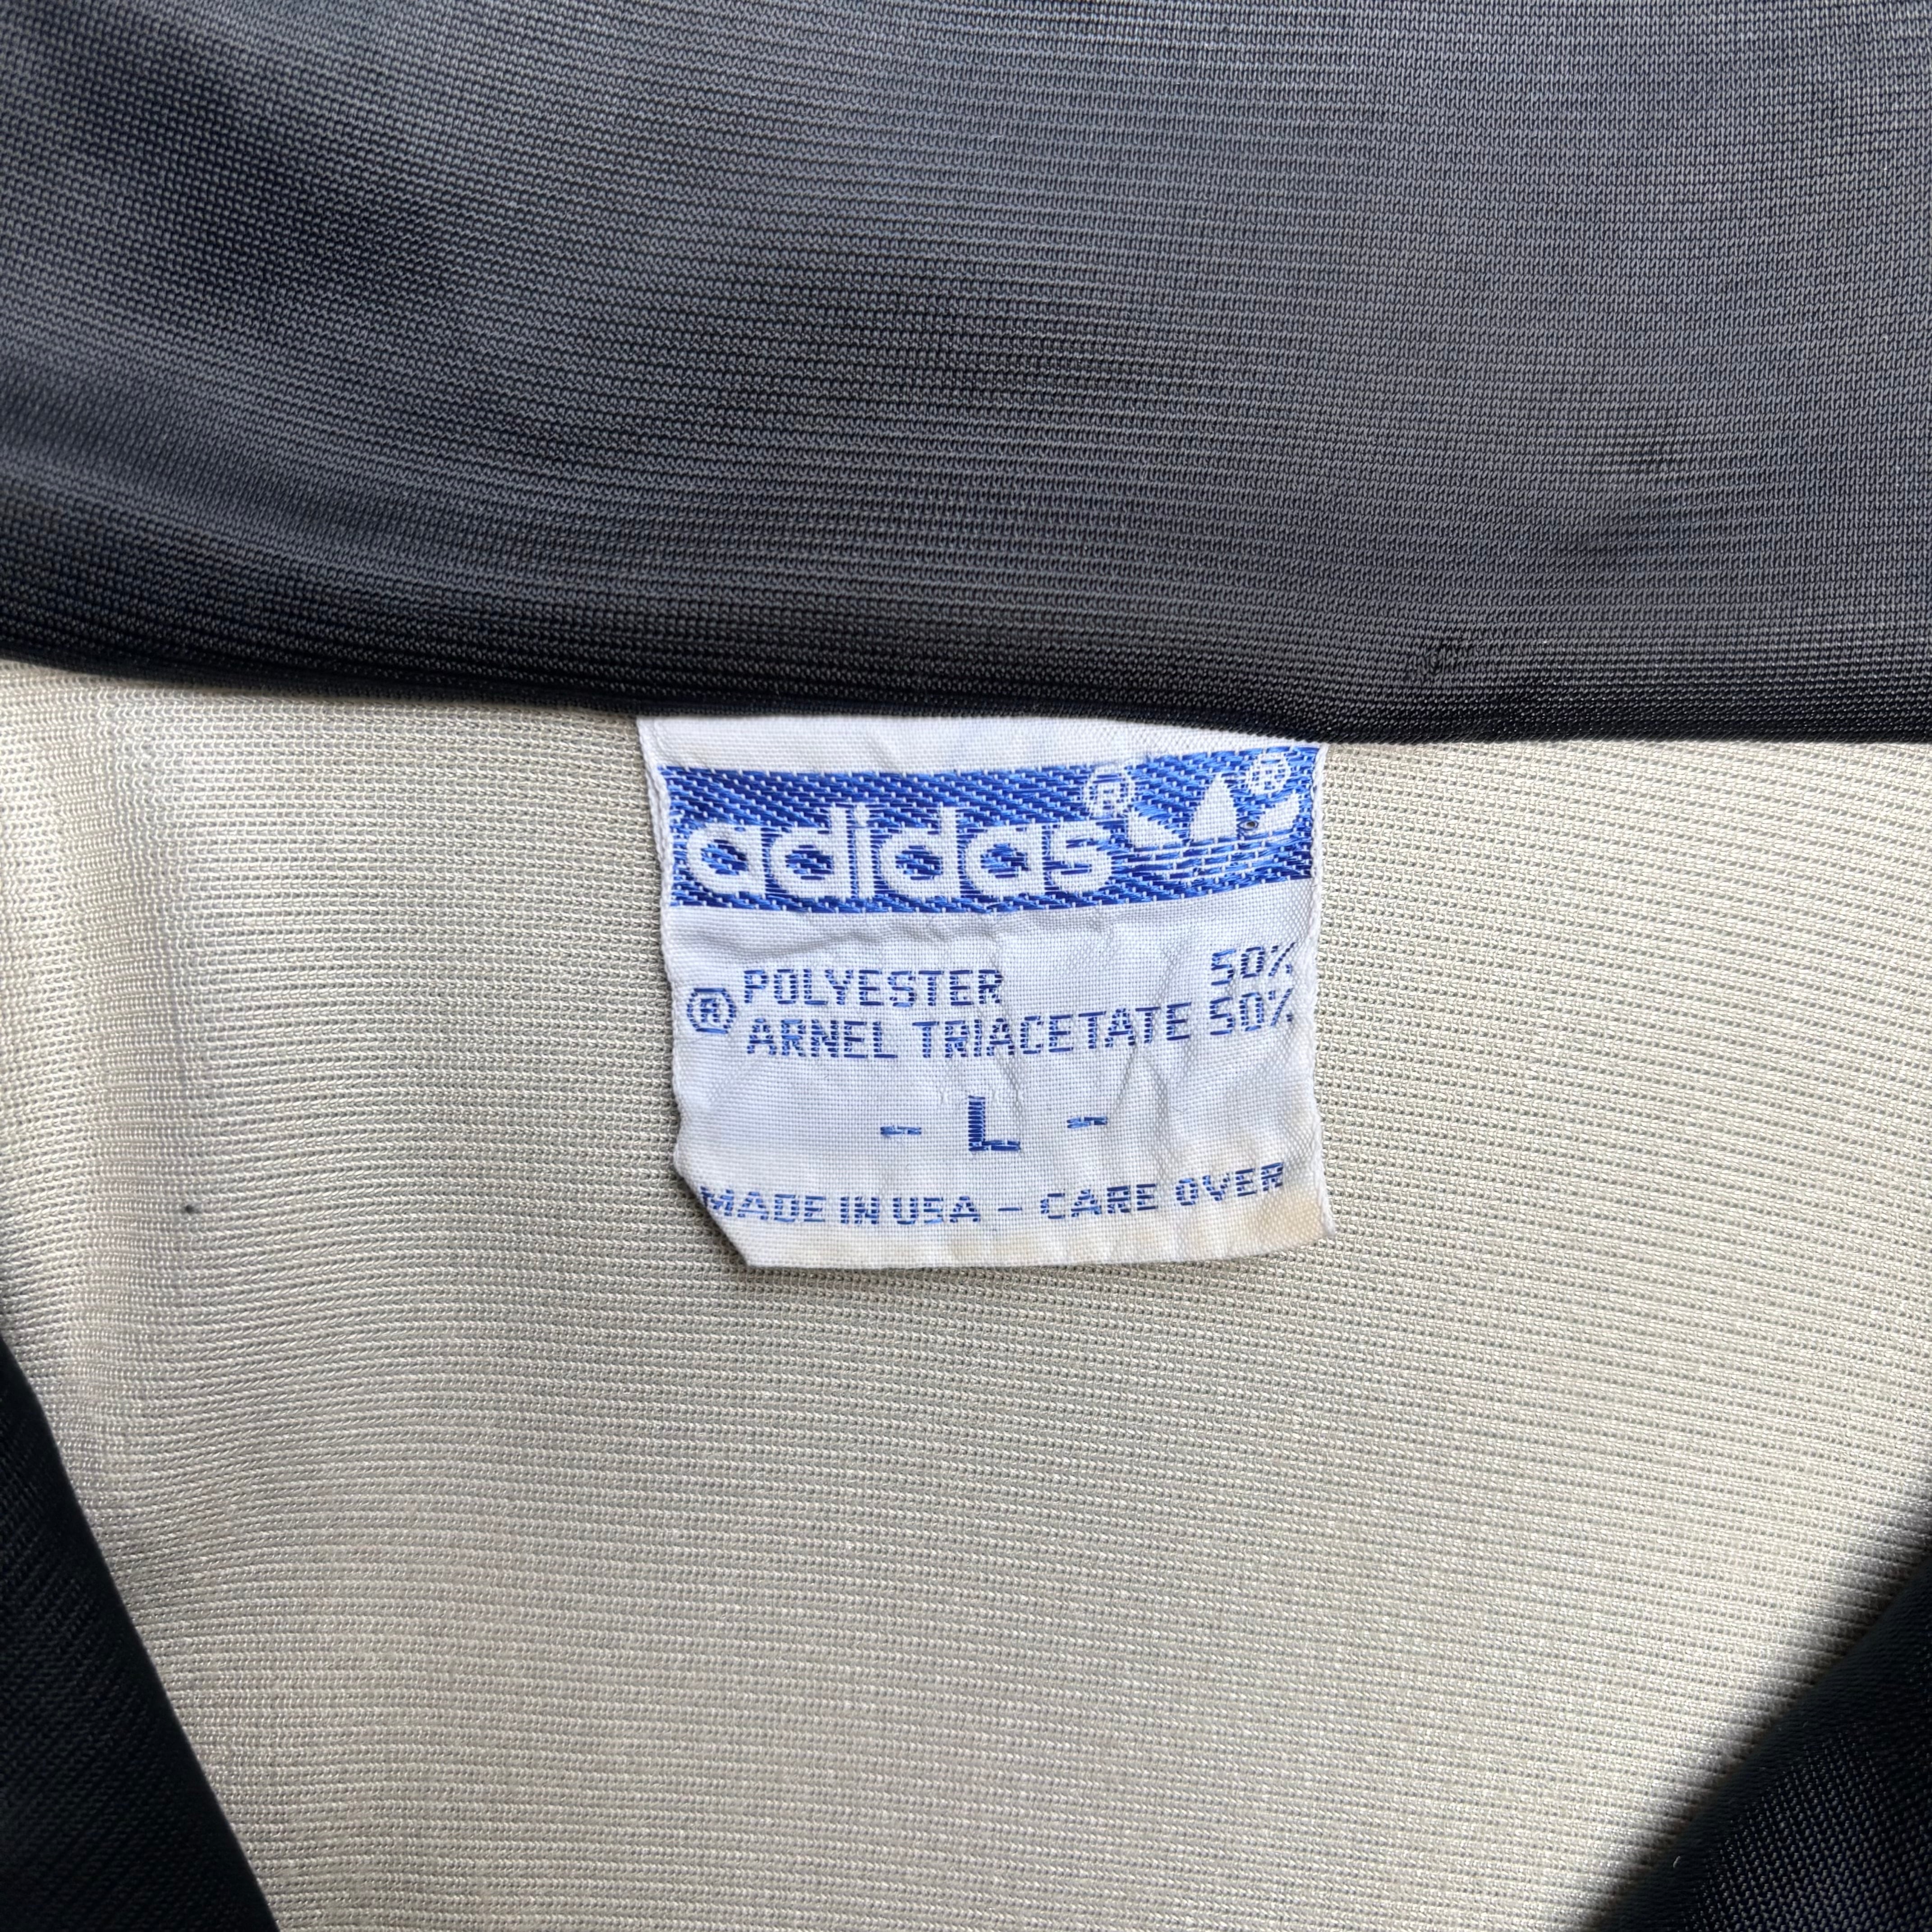 adidas® ®
POLYESTER 50%
® ARNEL TRIACETATE 50%
- L -
MADE IN USA - CARE OVER